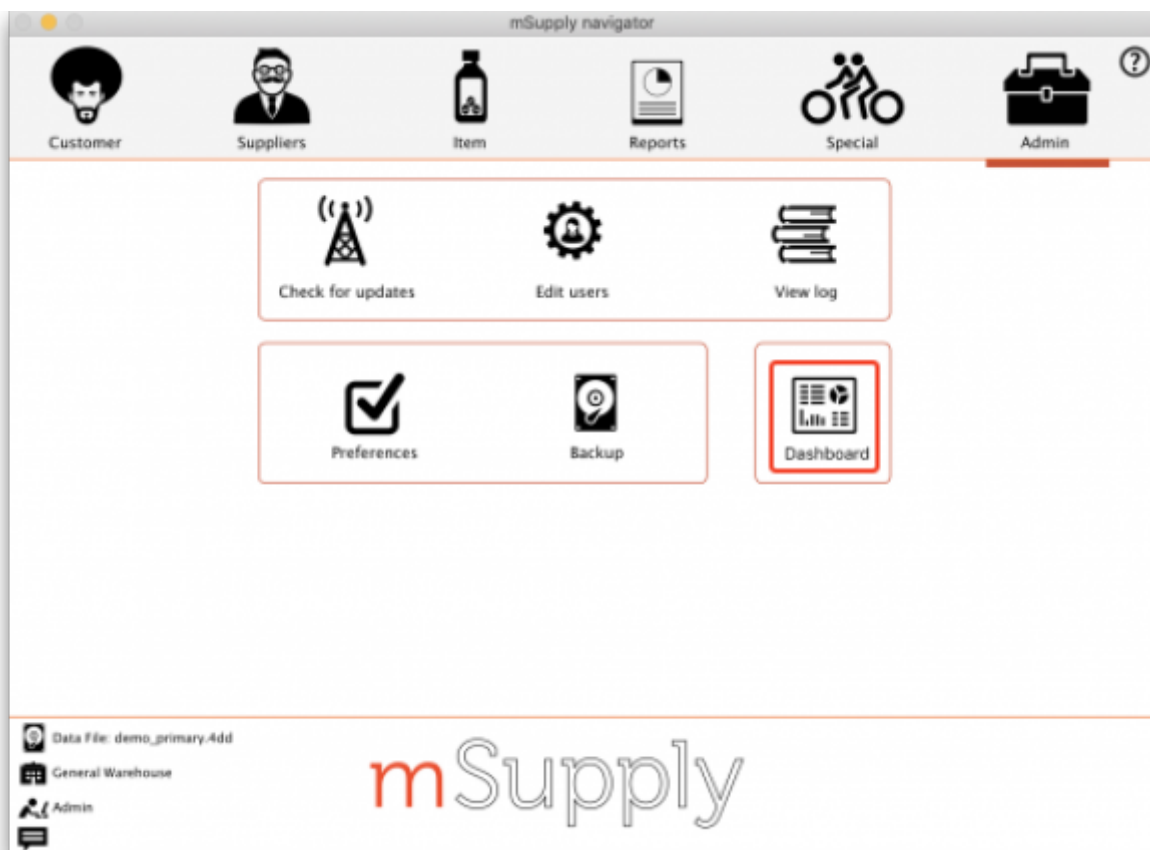 mSupply navigator
?
Customer Suppliers Item Reports Special Admin
Check for updates Edit users View log
Preferences Backup Dashboard
Data File: demo_primary.4dd
General Warehouse
Admin
mSupply